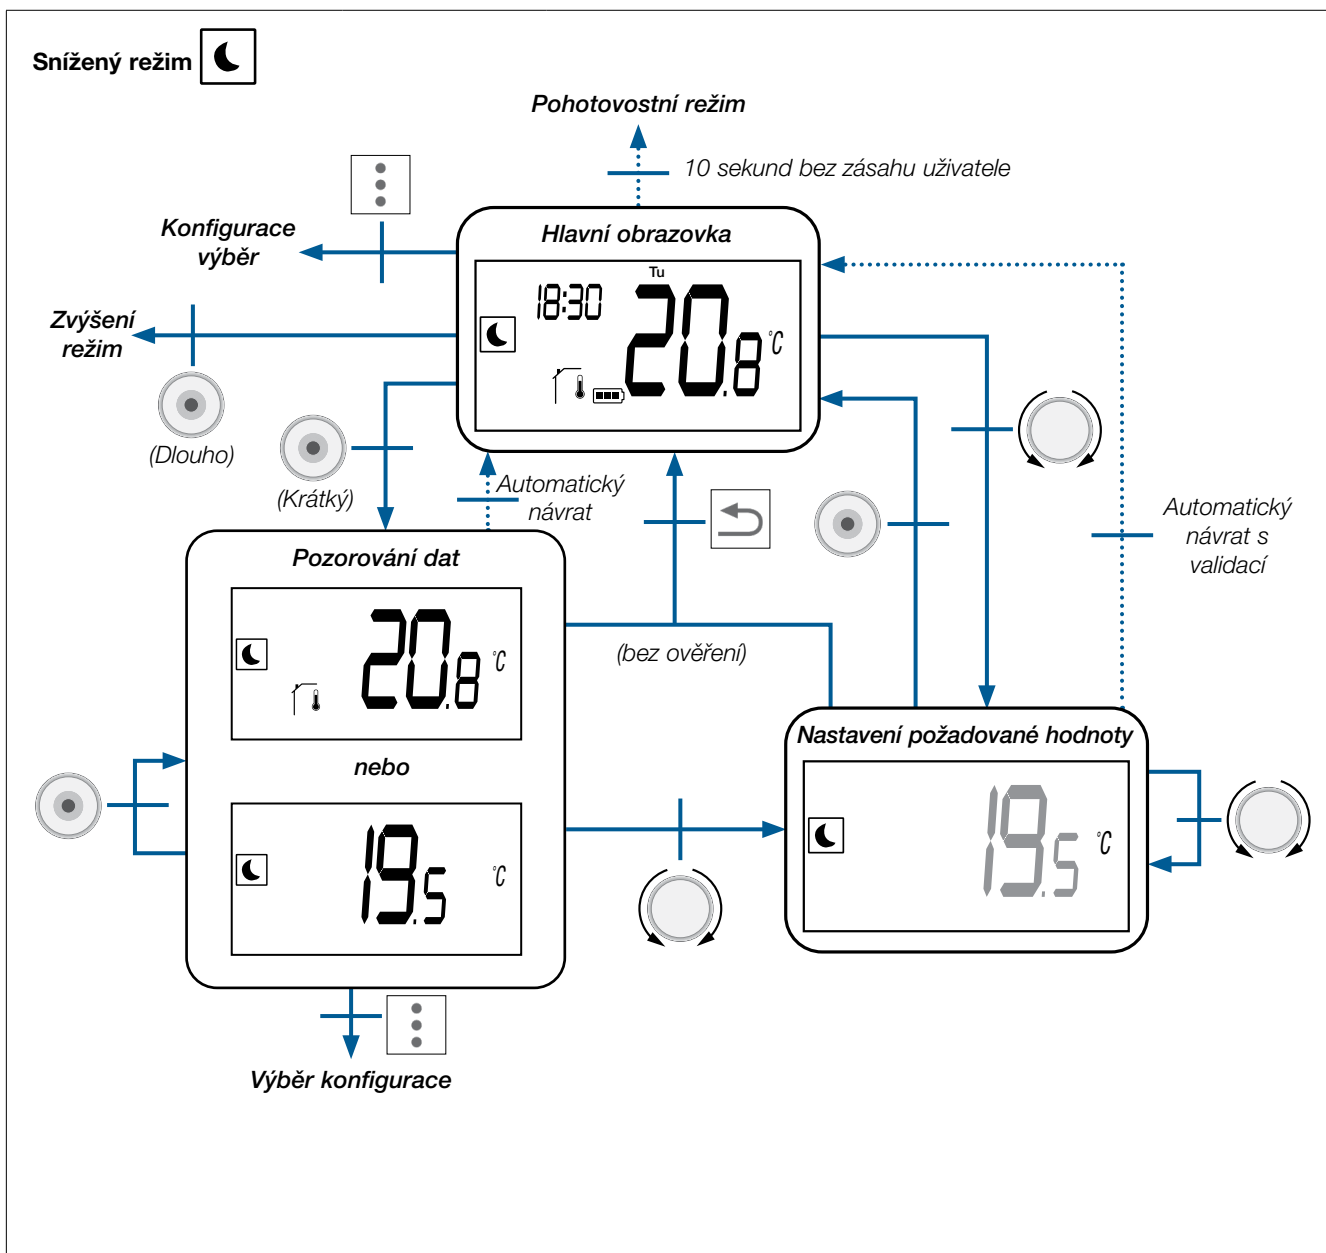 Snížený režim
Pohotovostní režim
10 sekund bez zásahu uživatele
Konfigurace
výběr
Hlavní obrazovka
Tu
18:30
20.8 °C
Zvýšení
režim
(Dlouho)
(Krátký)
Automatický
návrat
Automatický
návrat s
validací
Pozorování dat
20.8 °C
(bez ověření)
nebo
19.5 °C
Nastavení požadované hodnoty
19.5 °C
Výběr konfigurace